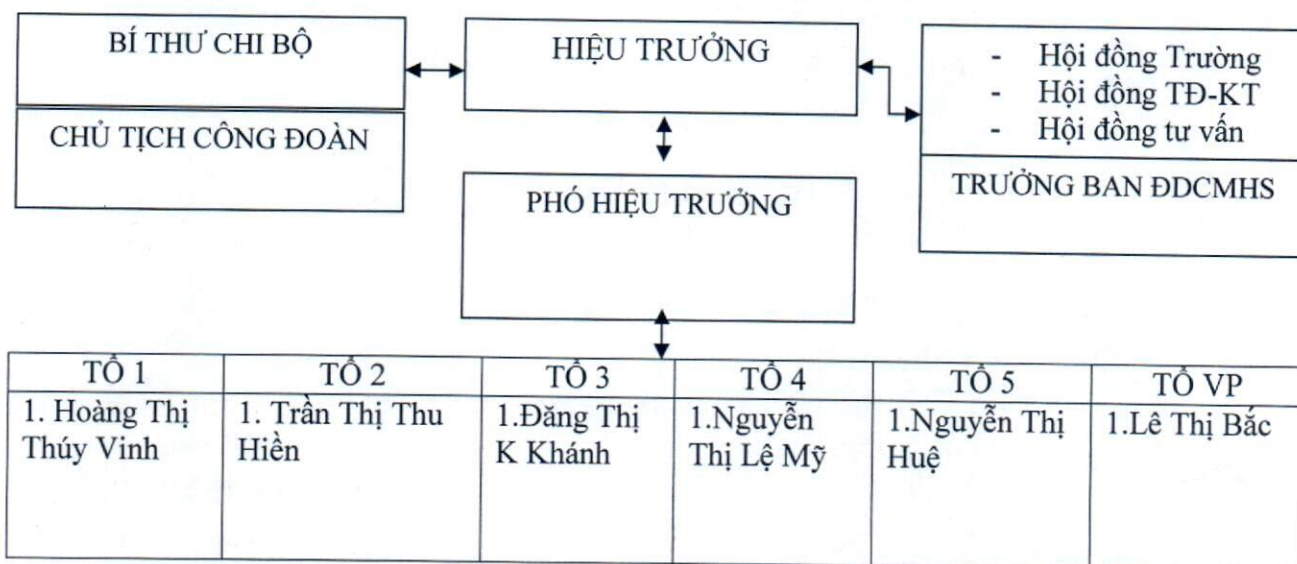 BÍ THƯ CHI BỘ
CHỦ TỊCH CÔNG ĐOÀN
HIỆU TRƯỞNG
- Hội đồng Trường
- Hội đồng TĐ-KT
- Hội đồng tư vấn
TRƯỞNG BAN ĐDCMHS
PHÓ HIỆU TRƯỞNG
TỔ 1
TỔ 2
TỔ 3
TỔ 4
TỔ 5
TỔ VP
1. Hoàng Thị
Thúy Vinh
1. Trần Thị Thu
Hiền
1.Đăng Thị
K Khánh
1.Nguyễn
Thị Lệ Mỹ
1.Nguyễn Thị
Huệ
1.Lê Thị Bắc